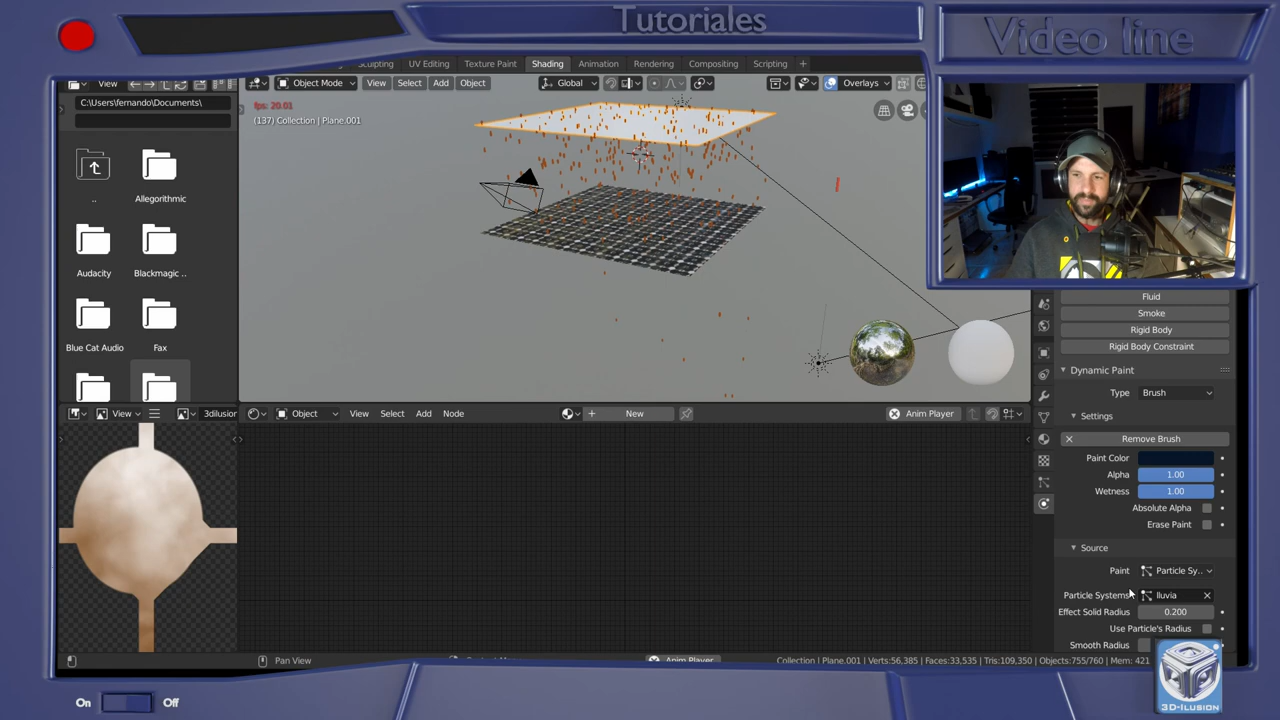 Tutoriales
Video line
Sculpting UV Editing Texture Paint Shading Animation Rendering Compositing Scripting +
View Object Mode View Select Add Object Global Overlays
C:\Users\fernando\Documents\
fps: 20.01
(137) Collection | Plane.001
..
Allegorithmic
Audacity
Blackmagic ..
Blue Cat Audio
Fax
Fluid
Smoke
Rigid Body
Rigid Body Constraint
Dynamic Paint
Type Brush
Settings
Remove Brush
Paint Color
Alpha 1.00
Wetness 1.00
Absolute Alpha
Erase Paint
Source
Paint Particle Sy..
Particle Systems lluvia
Effect Solid Radius 0.200
Use Particle's Radius
Smooth Radius
View 3dilusion Object View Select Add Node New Anim Player
Pan View
Anim Player
Collection | Plane.001 | Verts:56,385 | Faces:33,535 | Tris:109,350 | Objects:755/760 | Mem: 421
On Off
3D-Ilusion